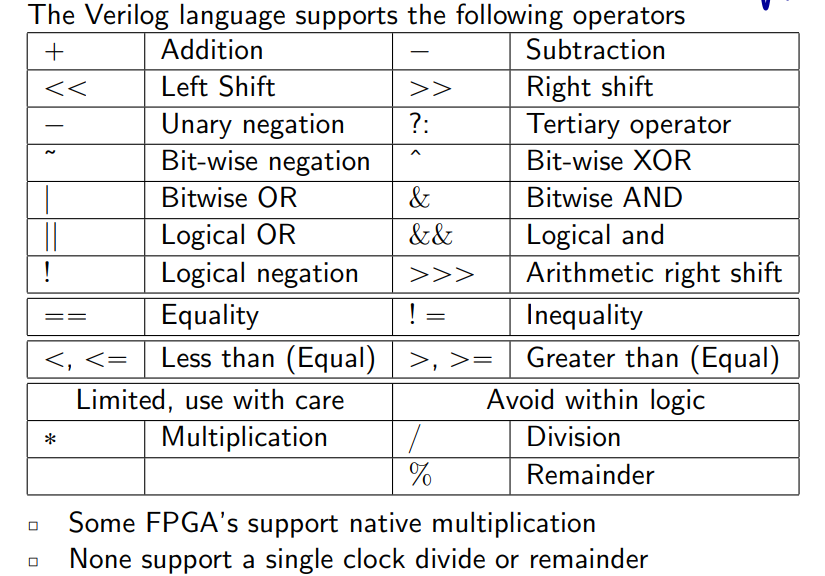 The Verilog language supports the following operators
+ Addition − Subtraction
<< Left Shift >> Right shift
− Unary negation ?: Tertiary operator
~ Bit-wise negation ^ Bit-wise XOR
| Bitwise OR & Bitwise AND
|| Logical OR && Logical and
! Logical negation >>> Arithmetic right shift
== Equality ! = Inequality
<, <= Less than (Equal) >, >= Greater than (Equal)
Limited, use with care Avoid within logic
* Multiplication / Division
% Remainder
Some FPGA's support native multiplication
None support a single clock divide or remainder